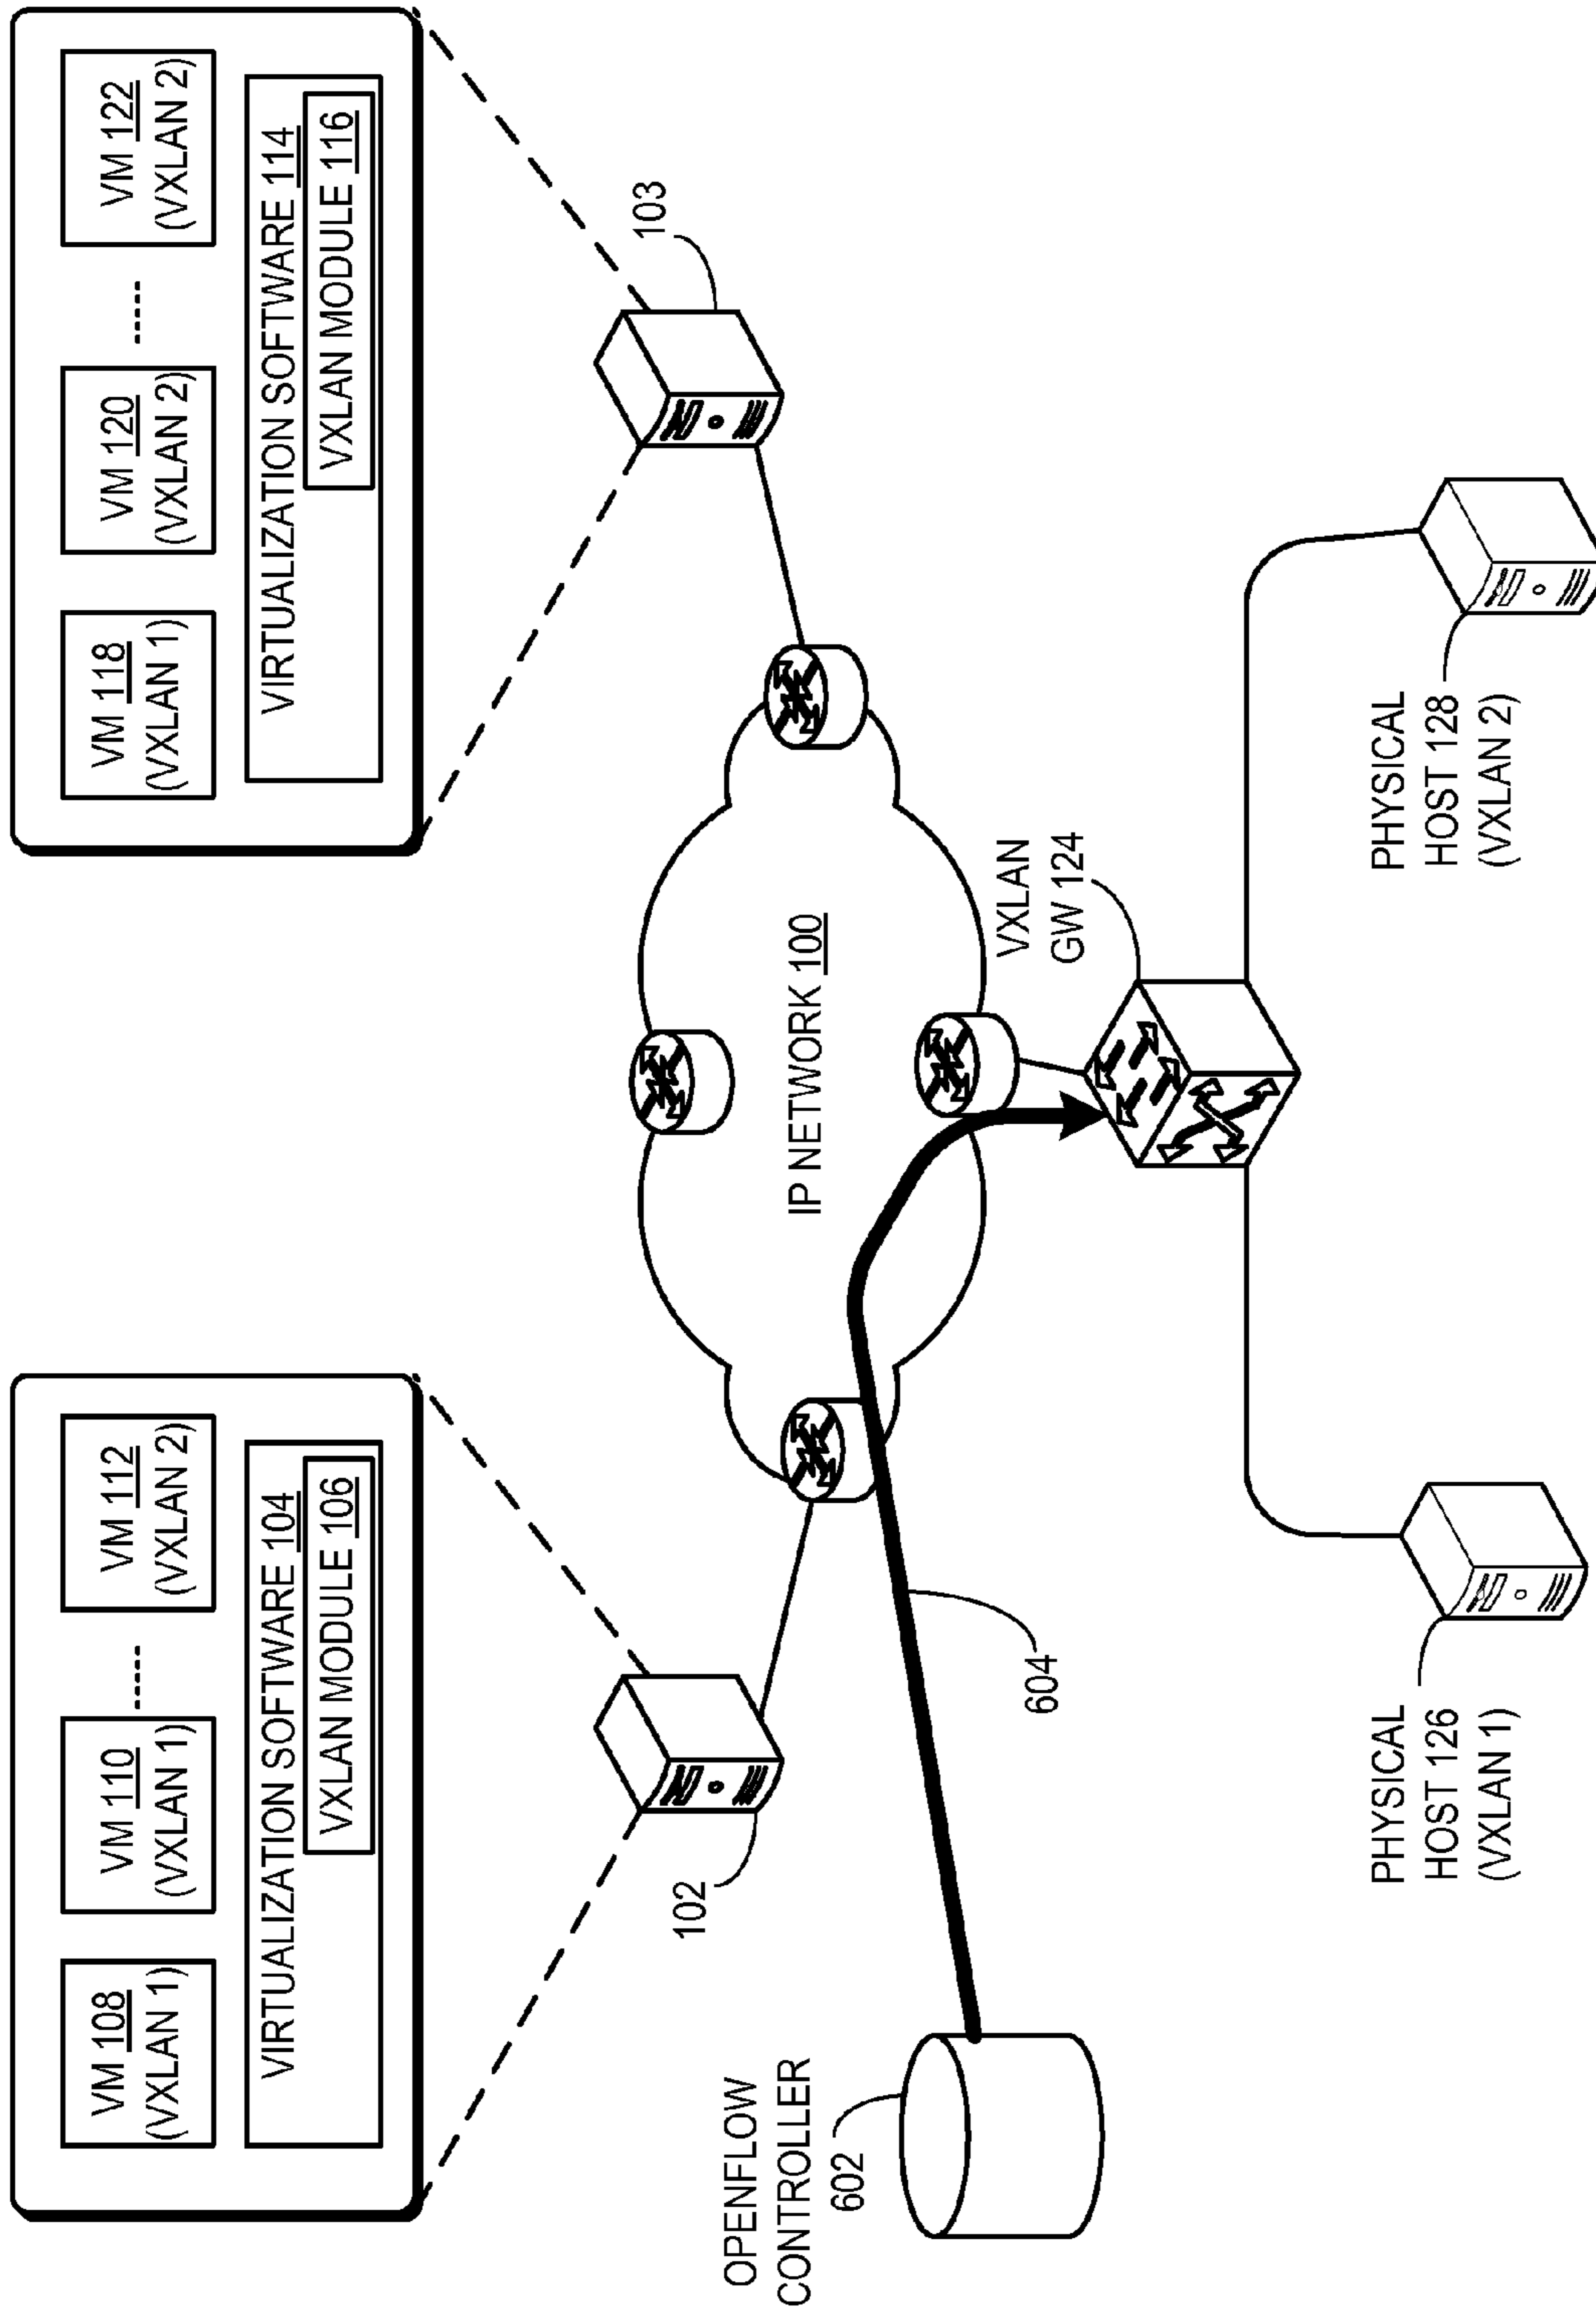 VM 108
(VXLAN 1)
VM 110
(VXLAN 1)
-----
VM 112
(VXLAN 2)
VIRTUALIZATION SOFTWARE 104
VXLAN MODULE 106
VM 118
(VXLAN 1)
VM 120
(VXLAN 2)
-----
VM 122
(VXLAN 2)
VIRTUALIZATION SOFTWARE 114
VXLAN MODULE 116
102
103
OPENFLOW
CONTROLLER
602
IP NETWORK 100
604
VXLAN
GW 124
PHYSICAL
HOST 126
(VXLAN 1)
PHYSICAL
HOST 128
(VXLAN 2)